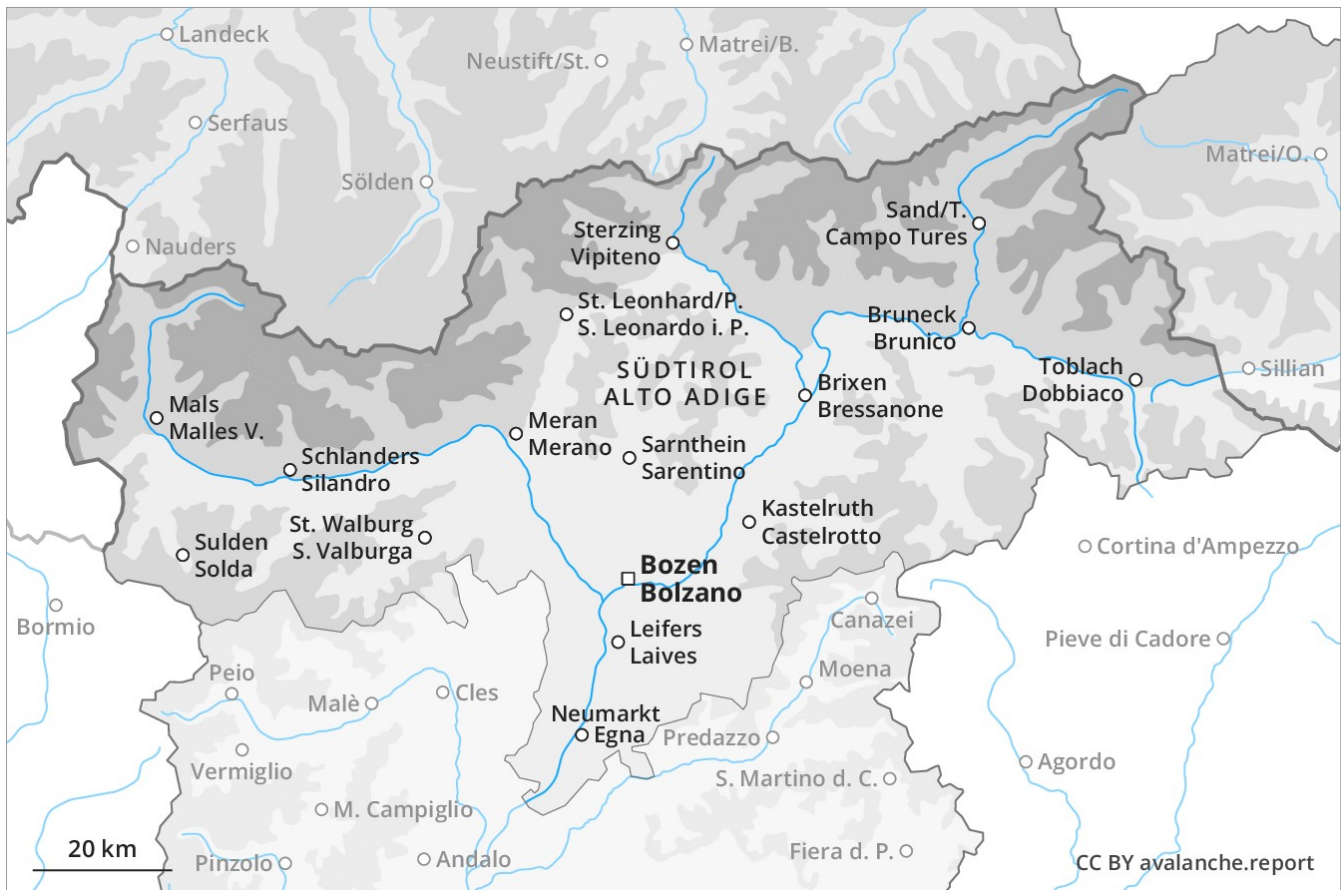 Landeck
Neustift/St.
Matrei/B.
Serfaus
Matrei/O.
Sölden
Nauders
Sterzing
Vipiteno
Sand/T.
Campo Tures
St. Leonhard/P.
S. Leonardo i. P.
Bruneck
Brunico
SÜDTIROL
ALTO ADIGE
Toblach
Dobbiaco
Sillian
Brixen
Bressanone
Mals
Malles V.
Meran
Merano
Sarnthein
Sarentino
Schlanders
Silandro
Kastelruth
Castelrotto
St. Walburg
S. Valburga
Sulden
Solda
Cortina d'Ampezzo
Bozen
Bolzano
Bormio
Canazei
Leifers
Laives
Pieve di Cadore
Peio
Moena
Malè
Cles
Neumarkt
Egna
Predazzo
Vermiglio
Agordo
S. Martino d. C.
M. Campiglio
20 km
Pinzolo
Andalo
Fiera d. P.
CC BY avalanche.report